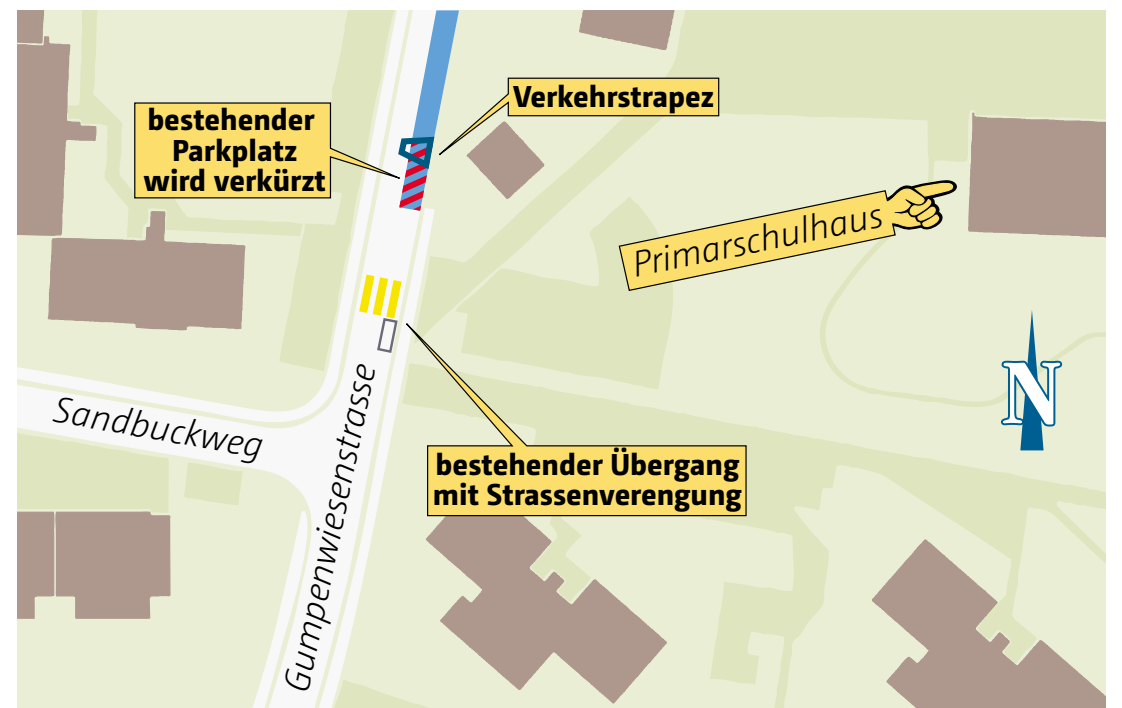 Verkehrstrapez
bestehender
Parkplatz
wird verkürzt
Primarschulhaus
N
Sandbuckweg
Gumpenwiesenstrasse
bestehender Übergang
mit Strassenverengung